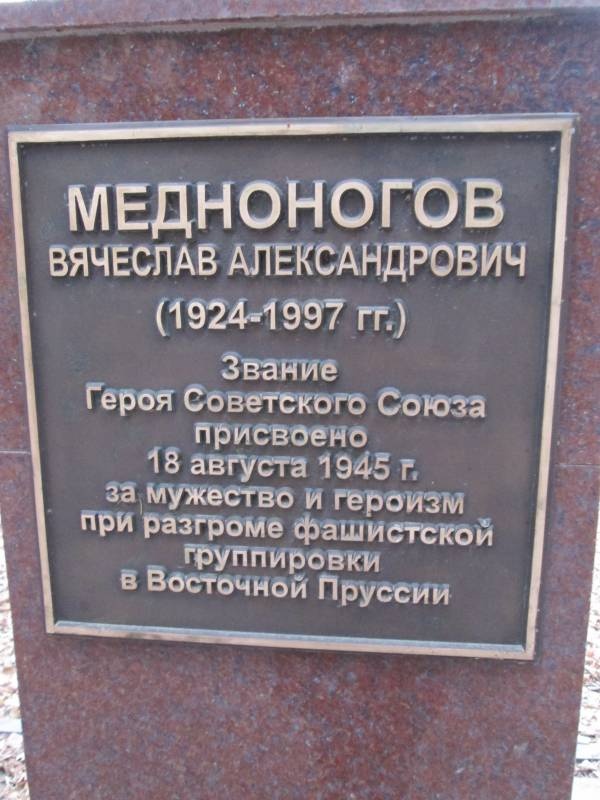 МЕДНОНОГОВ
ВЯЧЕСЛАВ АЛЕКСАНДРОВИЧ
(1924-1997 гг.)
Звание
Героя Советского Союза
присвоено
18 августа 1945 г.
за мужество и героизм
при разгроме фашистской
группировки
в Восточной Пруссии